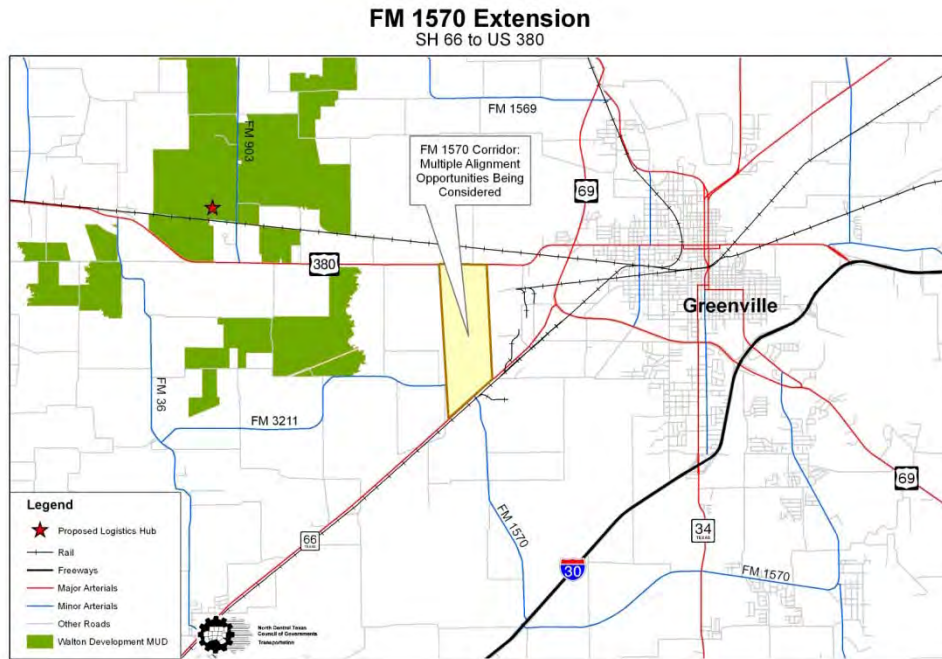 FM 1570 Extension
SH 66 to US 380
FM 1569
FM 903
FM 1570 Corridor:
Multiple Alignment
Opportunities Being
Considered
69
380
Greenville
FM 36
FM 3211
FM 1570
69
66
TEXAS
34
TEXAS
30
FM 1570
Legend
Proposed Logistics Hub
Rail
Freeways
Major Arterials
Minor Arterials
Other Roads
Walton Development MUD
North Central Texas
Council of Governments
Transportation